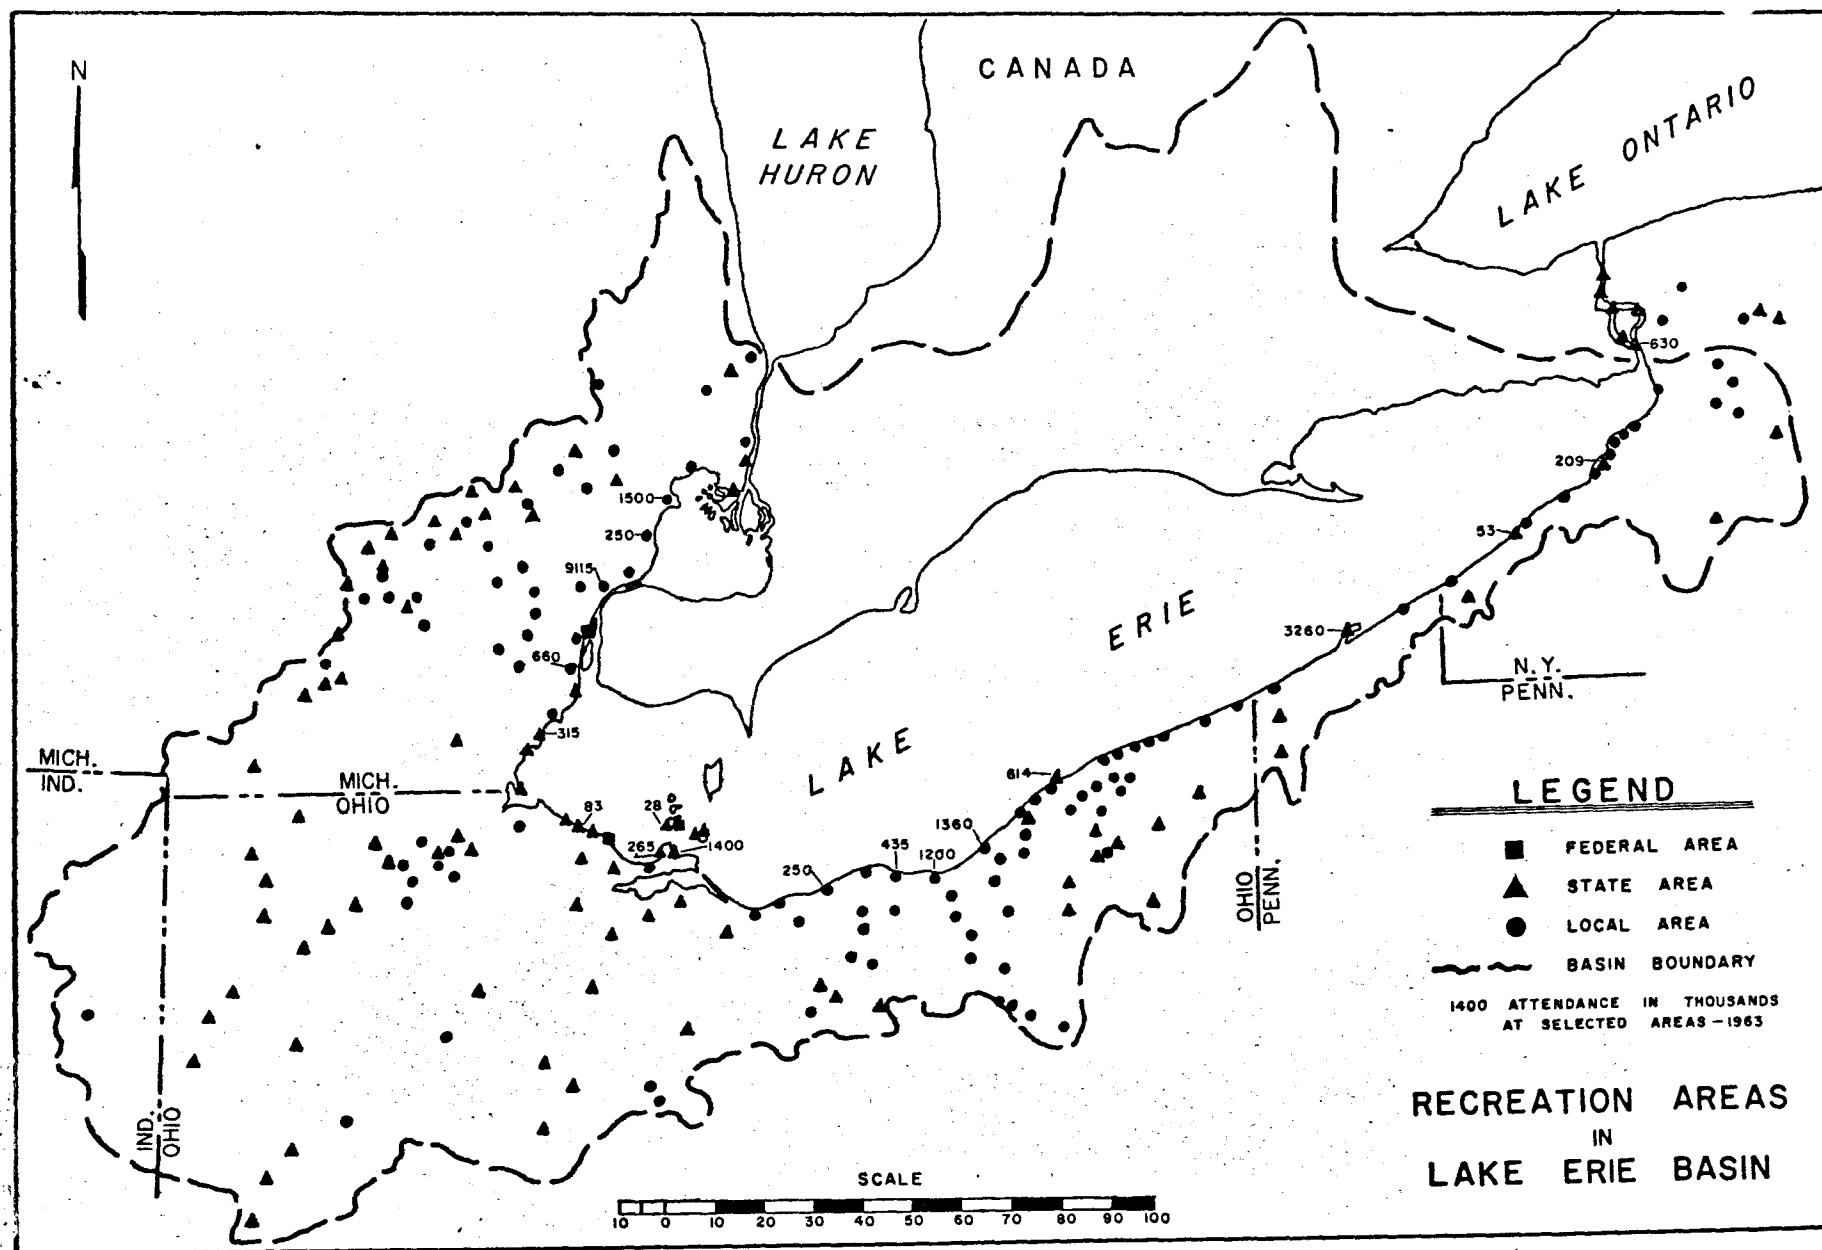 N
CANADA
LAKE
HURON
LAKE ONTARIO
630
209
1500
53
250
9115
ERIE
3260
660
N.Y.
PENN.
315
LAKE
MICH.
IND.
MICH.
OHIO
614
83
28
1360
265
1400
435
1200
250
OHIO
PENN.
LEGEND
FEDERAL AREA
STATE AREA
LOCAL AREA
BASIN BOUNDARY
1400 ATTENDANCE IN THOUSANDS
AT SELECTED AREAS – 1963
IND.
OHIO
RECREATION AREAS
IN
LAKE ERIE BASIN
SCALE
10 0 10 20 30 40 50 60 70 80 90 100